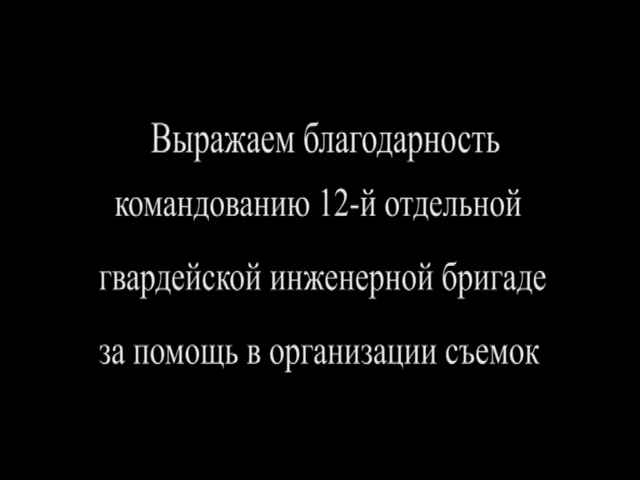 Выражаем благодарность
командованию 12-й отдельной
гвардейской инженерной бригаде
за помощь в организации съемок